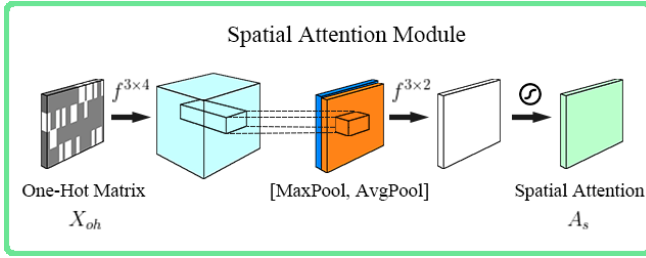 Spatial Attention Module
f^{3×4}
f^{3×2}
One-Hot Matrix
X_{oh}
[MaxPool, AvgPool]
Spatial Attention
A_s